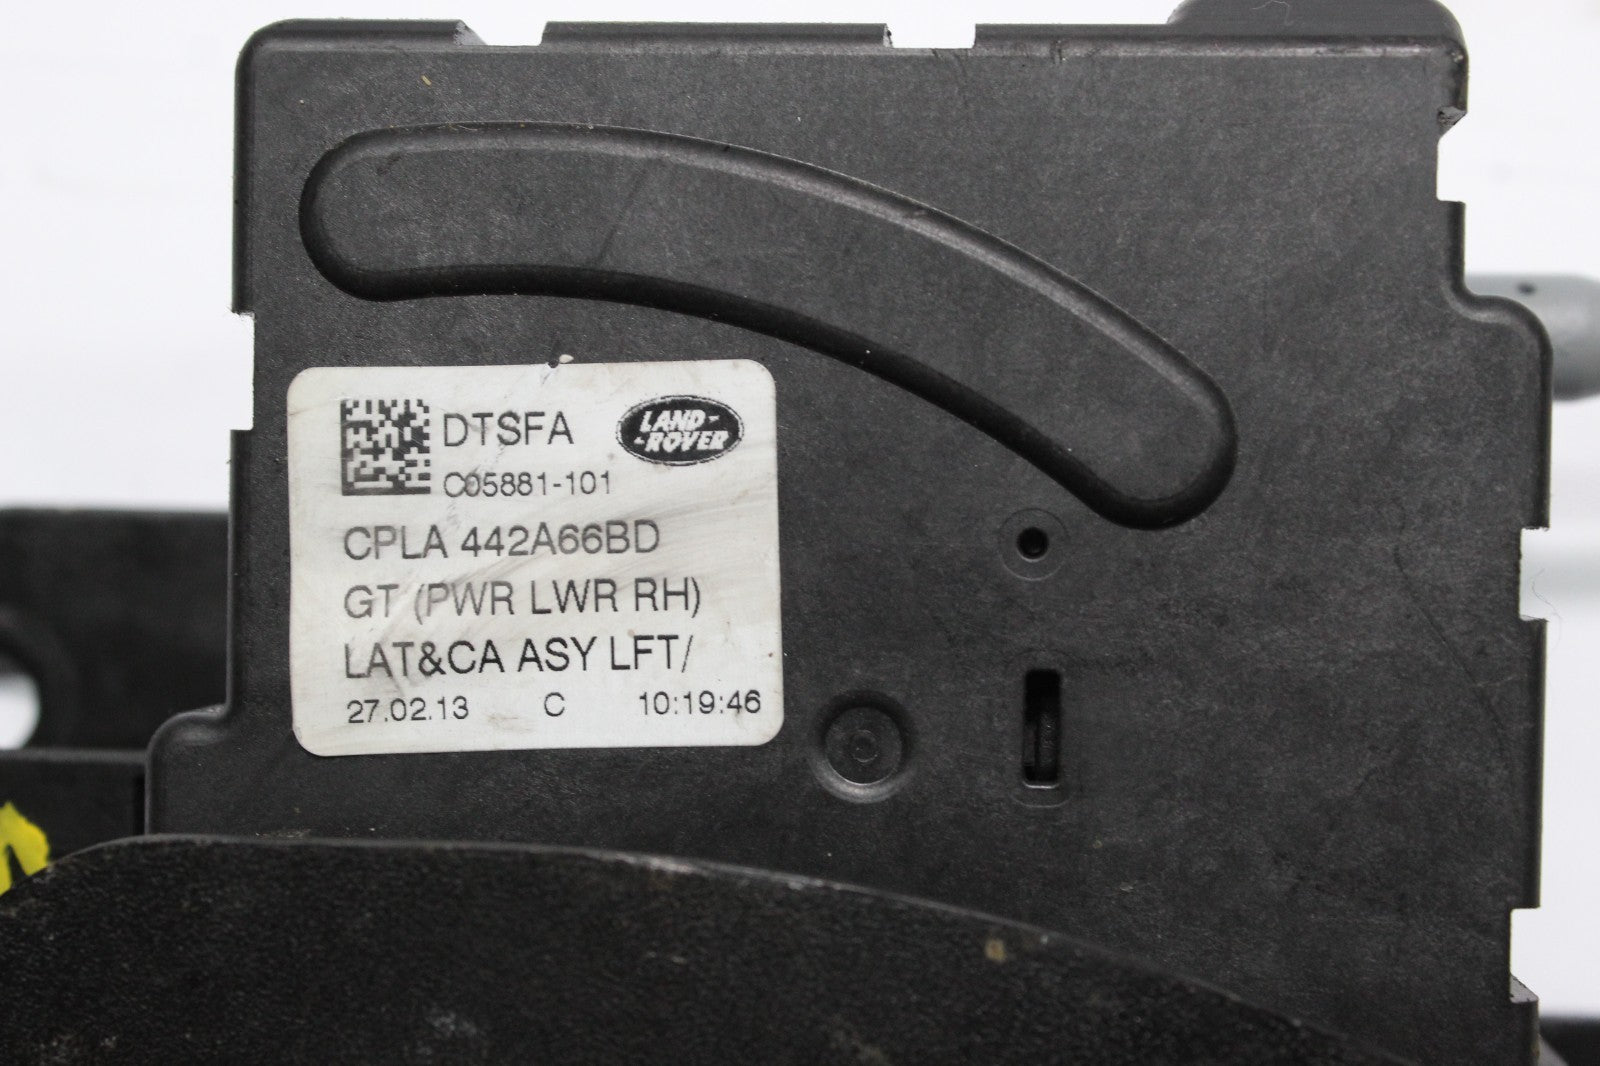 DTSFA
LAND-
-ROVER
C05881-101
CPLA 442A66BD
GT (PWR LWR RH)
LAT&CA ASY LFT/
27.02.13 C 10:19:46